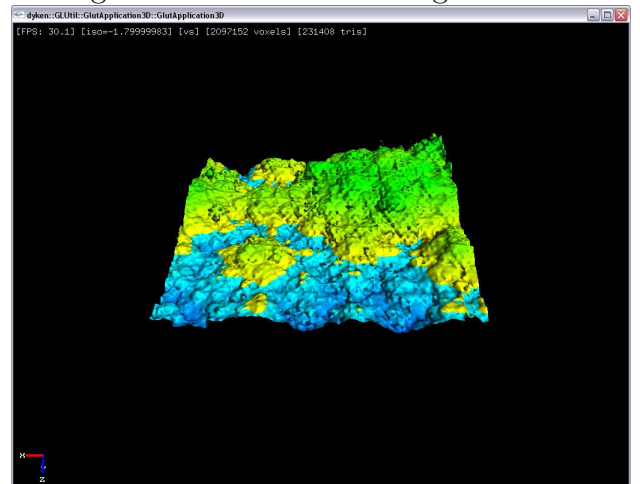 dyken::GLUtil::GlutApplication3D::GlutApplication3D
[FPS: 30.1] [iso=-1.79999983] [vs] [2097152 voxels] [231408 tris]
X
Y
Z